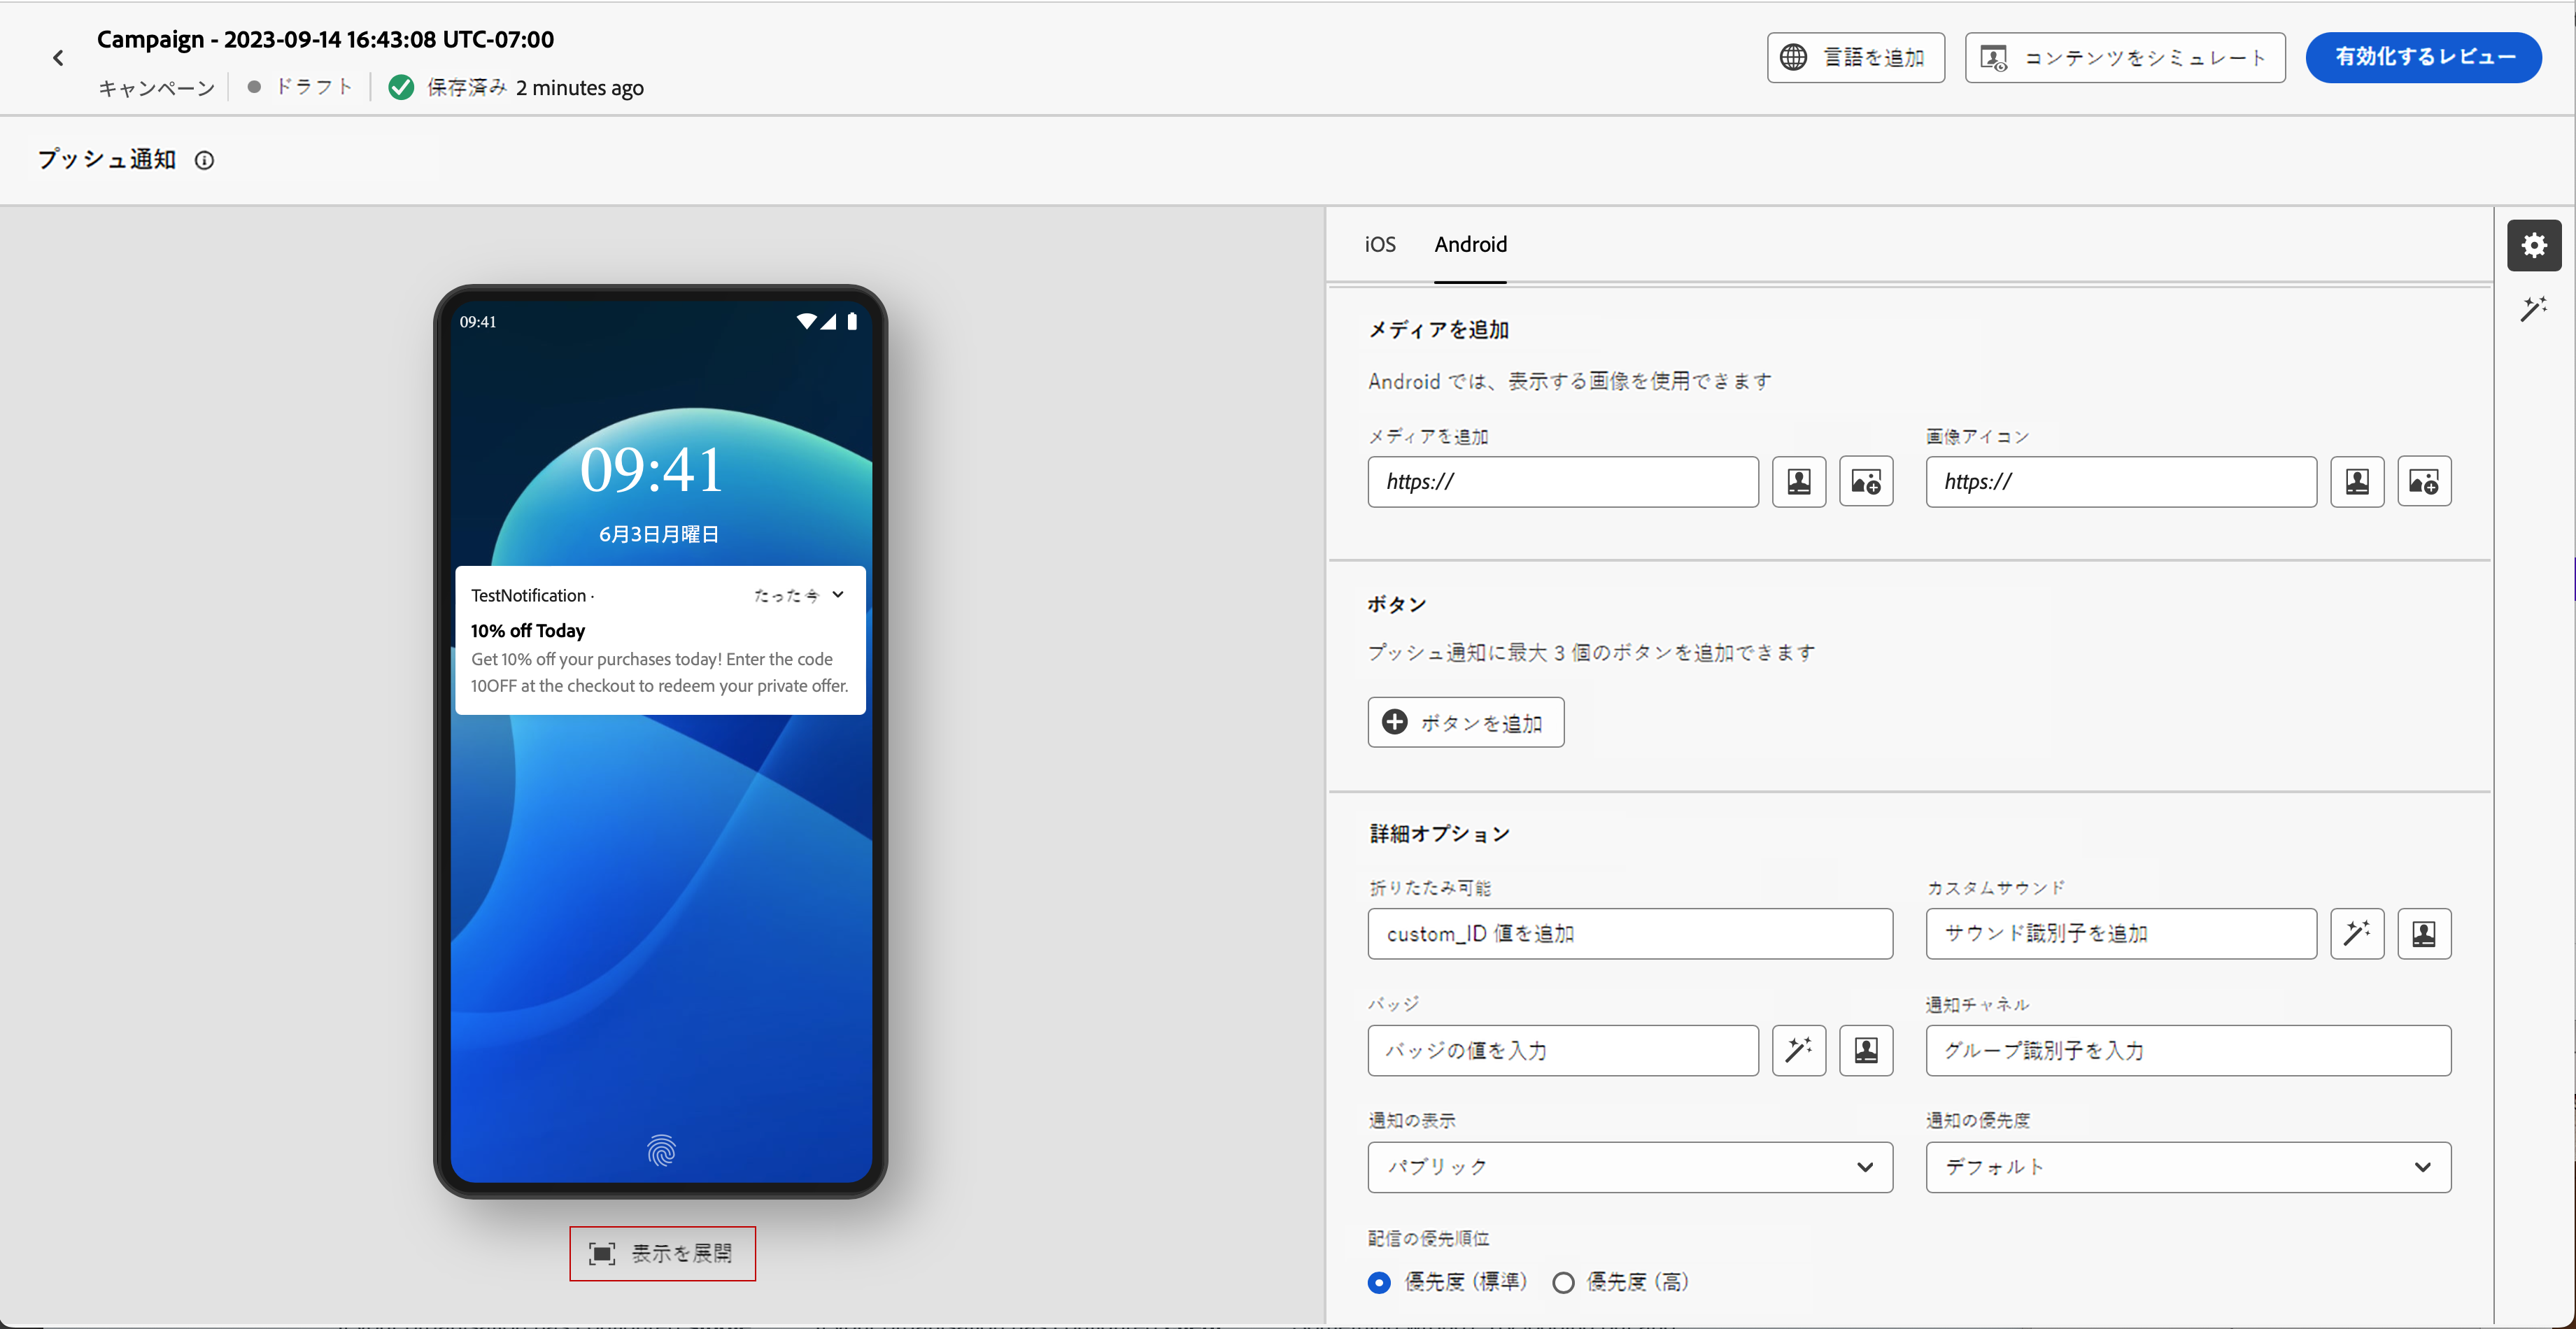 Campaign - 2023-09-14 16:43:08 UTC-07:00
キャンペーン
ドラフト
保存済み 2 minutes ago
言語を追加
コンテンツをシミュレート
有効化するレビュー
プッシュ通知
09:41
09:41
6月3日月曜日
TestNotification ·
たった今
10% off Today
Get 10% off your purchases today! Enter the code
10OFF at the checkout to redeem your private offer.
表示を展開
iOS
Android
メディアを追加
Android では、表示する画像を使用できます
メディアを追加
画像アイコン
https://
https://
ボタン
プッシュ通知に最大 3 個のボタンを追加できます
ボタンを追加
詳細オプション
折りたたみ可能
カスタムサウンド
custom_ID 値を追加
サウンド識別子を追加
バッジ
通知チャネル
バッジの値を入力
グループ識別子を入力
通知の表示
通知の優先度
パブリック
デフォルト
配信の優先順位
優先度 (標準)
優先度 (高)